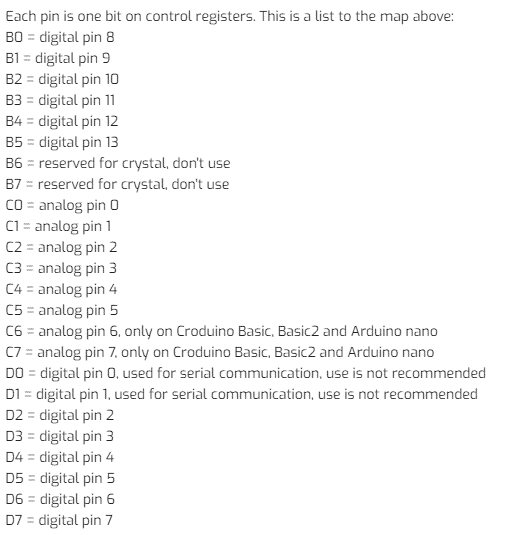 Each pin is one bit on control registers. This is a list to the map above:
B0 = digital pin 8
B1 = digital pin 9
B2 = digital pin 10
B3 = digital pin 11
B4 = digital pin 12
B5 = digital pin 13
B6 = reserved for crystal, don't use
B7 = reserved for crystal, don't use
C0 = analog pin 0
C1 = analog pin 1
C2 = analog pin 2
C3 = analog pin 3
C4 = analog pin 4
C5 = analog pin 5
C6 = analog pin 6, only on Croduino Basic, Basic2 and Arduino nano
C7 = analog pin 7, only on Croduino Basic, Basic2 and Arduino nano
D0 = digital pin 0, used for serial communication, use is not recommended
D1 = digital pin 1, used for serial communication, use is not recommended
D2 = digital pin 2
D3 = digital pin 3
D4 = digital pin 4
D5 = digital pin 5
D6 = digital pin 6
D7 = digital pin 7